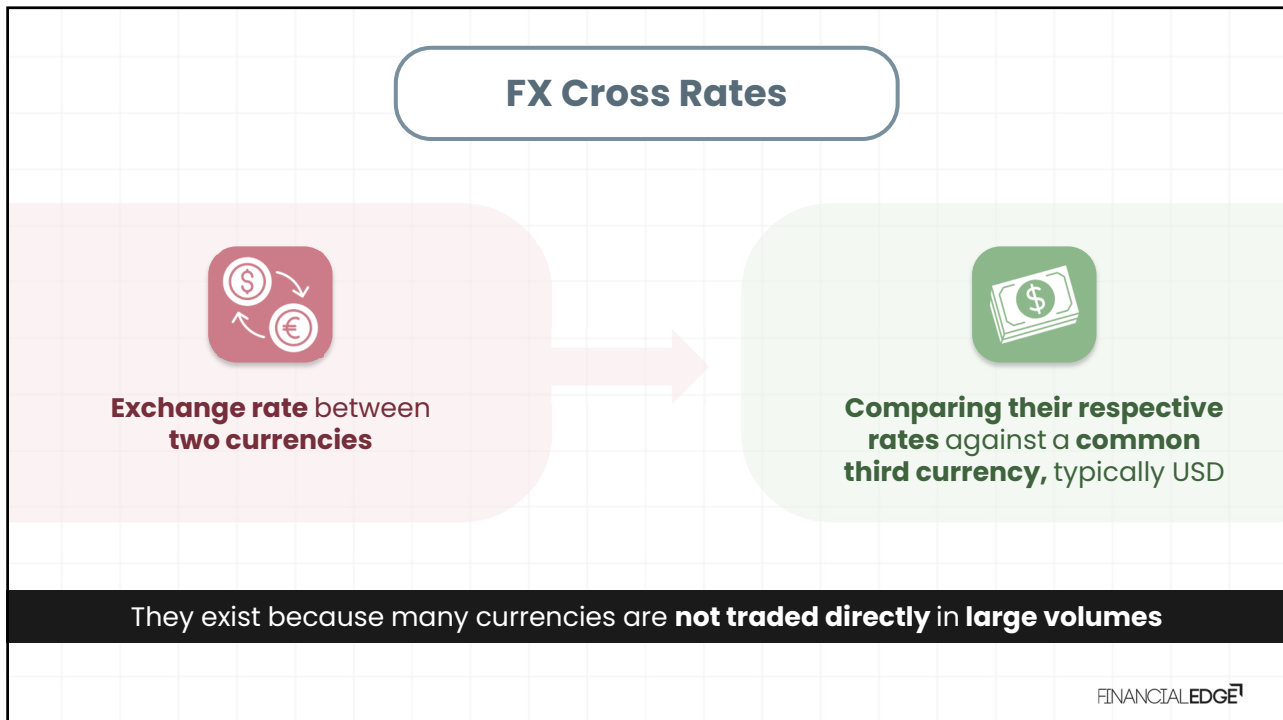 FX Cross Rates
$
€
Exchange rate between
two currencies
$
Comparing their respective
rates against a common
third currency, typically USD
They exist because many currencies are not traded directly in large volumes
FINANCIALEDGE